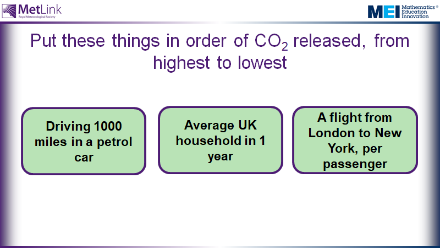 MetLink
MEI
Mathematics
Education
Innovation
Put these things in order of CO₂ released, from
highest to lowest
Driving 1000
miles in a petrol
car
Average UK
household in 1
year
A flight from
London to New
York, per
passenger